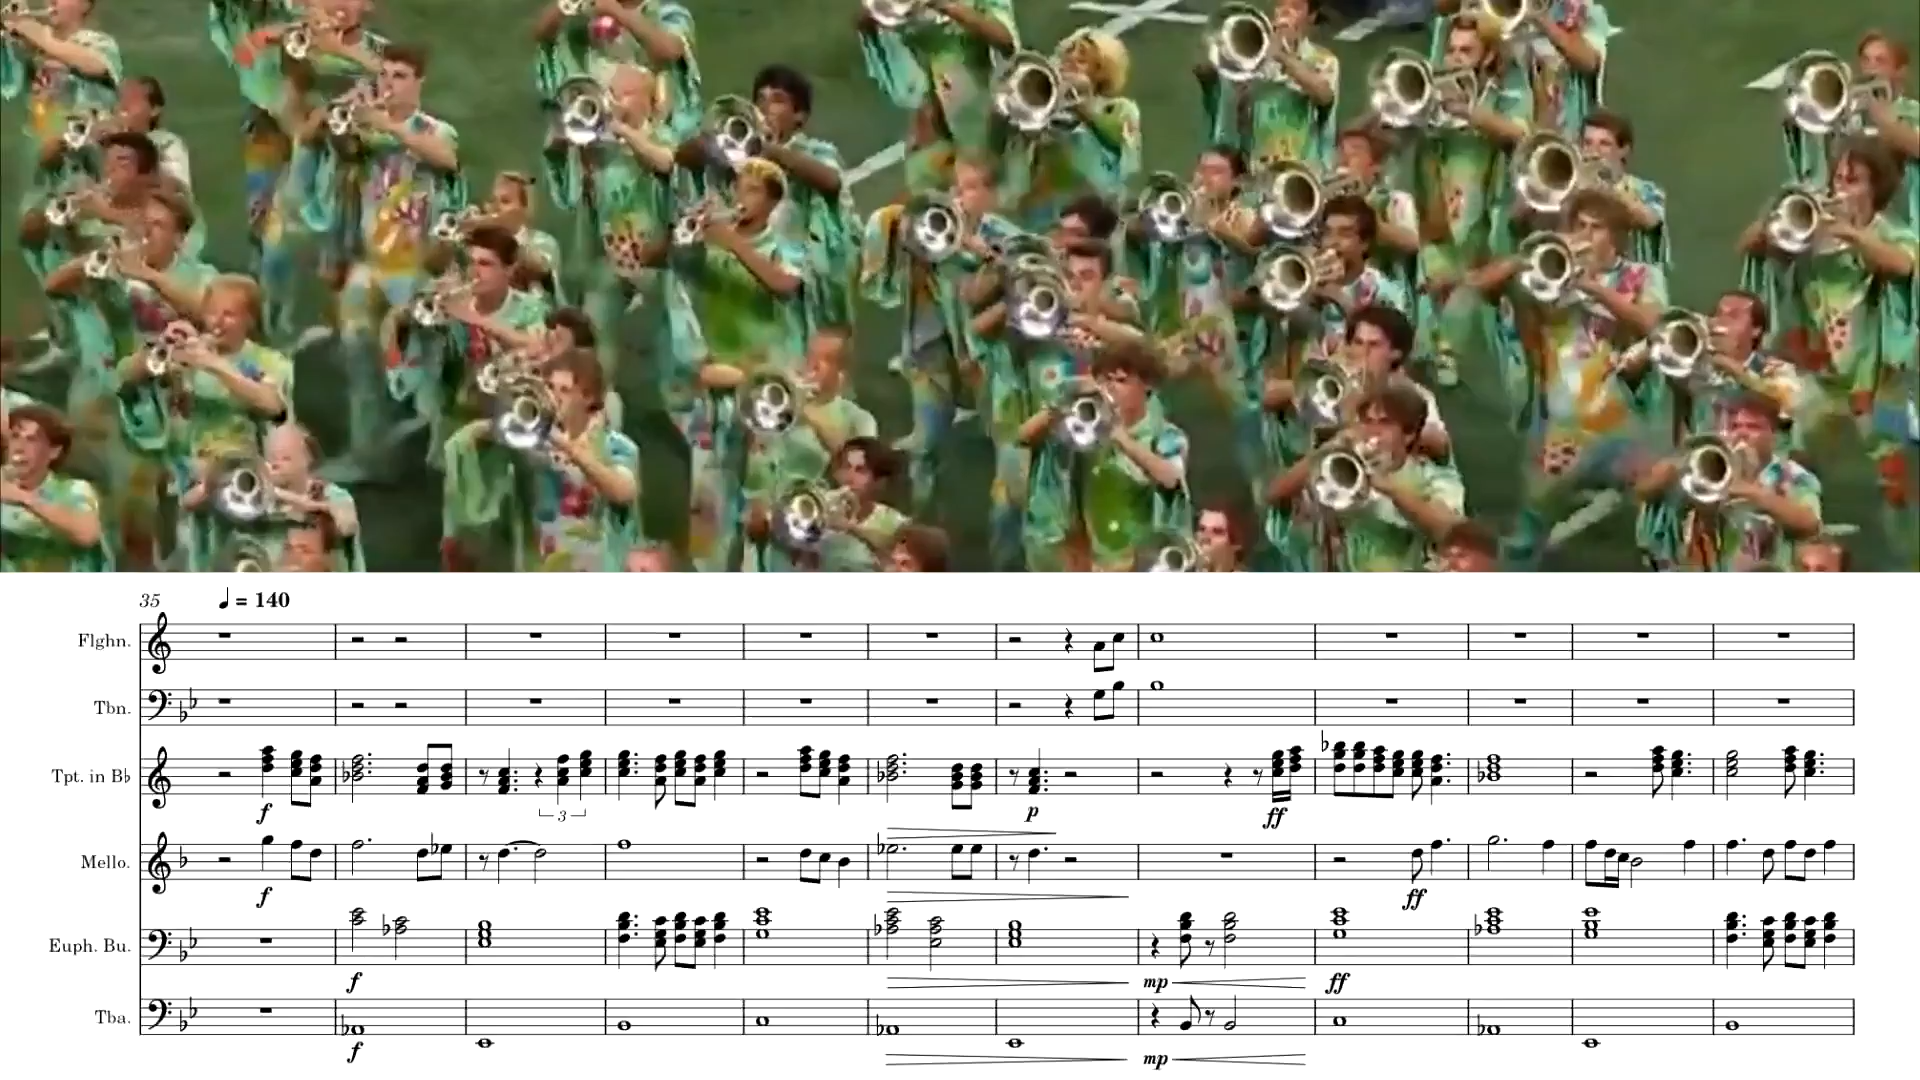 35 ♩ = 140
Flghn.
Tbn.
Tpt. in B♭
f 3 p ff
Mello.
f ff
Euph. Bu.
f mp ff
Tba.
f mp